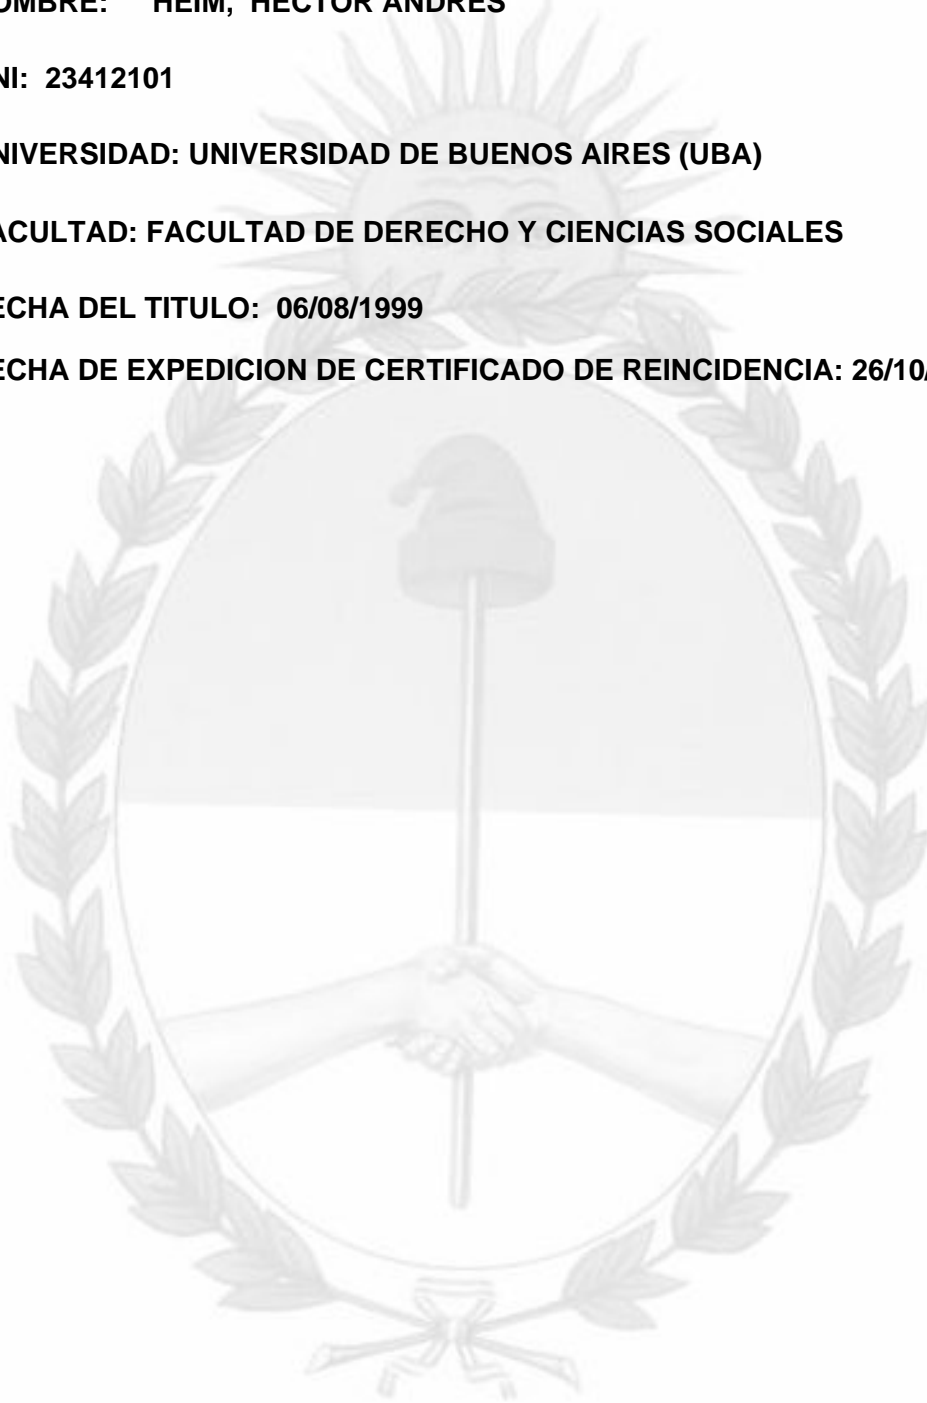 OMBRE: HEIM, HECTOR ANDRES
NI: 23412101
NIVERSIDAD: UNIVERSIDAD DE BUENOS AIRES (UBA)
ACULTAD: FACULTAD DE DERECHO Y CIENCIAS SOCIALES
ECHA DEL TITULO: 06/08/1999
ECHA DE EXPEDICION DE CERTIFICADO DE REINCIDENCIA: 26/10/